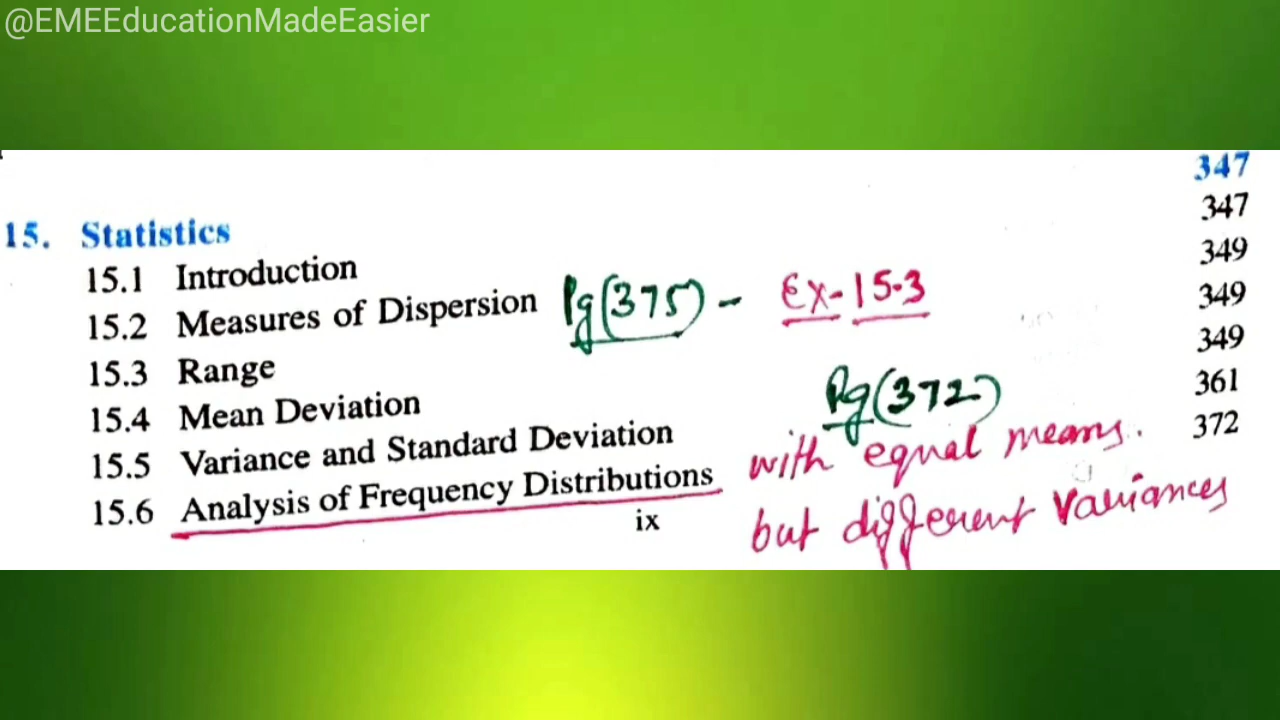 @EMEEducationMadeEasier
15. Statistics 347
15.1 Introduction 347
15.2 Measures of Dispersion 349
Pg(375) - Ex-15.3
15.3 Range 349
15.4 Mean Deviation 349
15.5 Variance and Standard Deviation 361
15.6 Analysis of Frequency Distributions 372
Pg(372)
with equal means.
but different Variances
ix